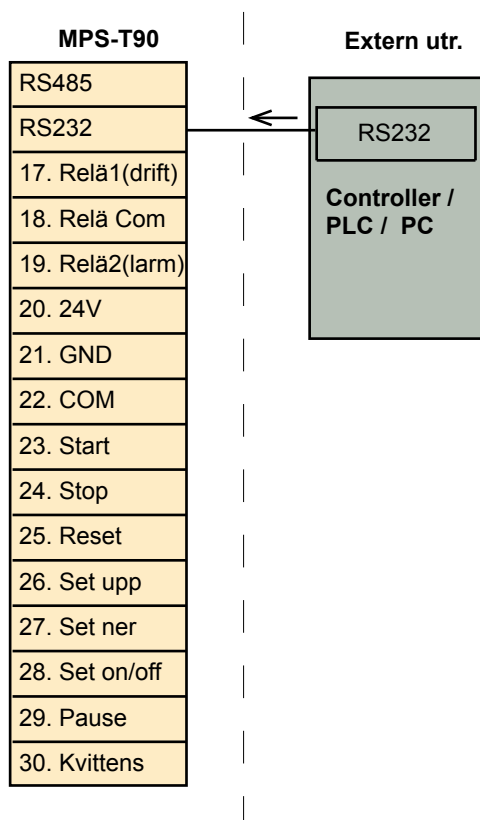 MPS-T90
RS485
RS232
17. Relä1(drift)
18. Relä Com
19. Relä2(larm)
20. 24V
21. GND
22. COM
23. Start
24. Stop
25. Reset
26. Set upp
27. Set ner
28. Set on/off
29. Pause
30. Kvittens
Extern utr.
RS232
Controller /
PLC / PC